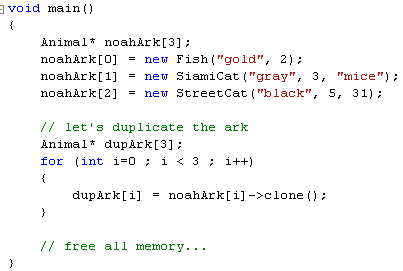 void main()
{
    Animal* noahArk[3];
    noahArk[0] = new Fish("gold", 2);
    noahArk[1] = new SiamiCat("gray", 3, "mice");
    noahArk[2] = new StreetCat("black", 5, 31);

    // let's duplicate the ark
    Animal* dupArk[3];
    for (int i=0 ; i < 3 ; i++)
    {
        dupArk[i] = noahArk[i]->clone();
    }

    // free all memory...
}